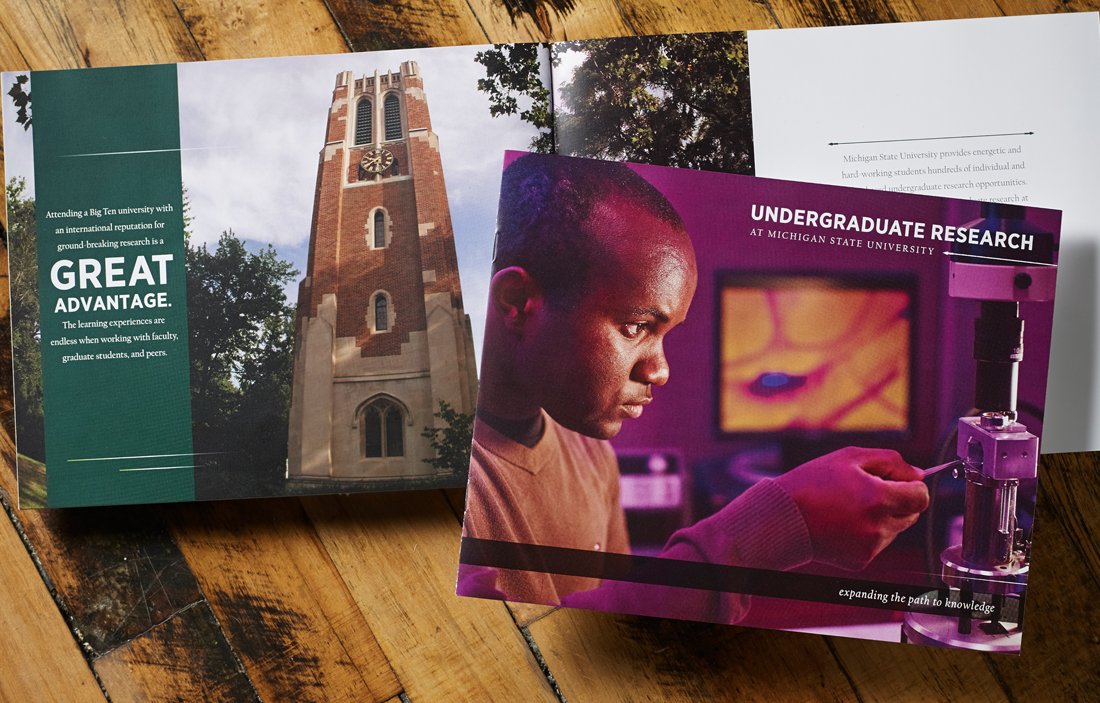 Attending a Big Ten university with
an international reputation for
ground-breaking research is a
GREAT
ADVANTAGE.
The learning experiences are
endless when working with faculty,
graduate students, and peers.
Michigan State University provides energetic and
hard-working students hundreds of individual and
undergraduate research opportunities.
research at
UNDERGRADUATE RESEARCH
AT MICHIGAN STATE UNIVERSITY
expanding the path to knowledge